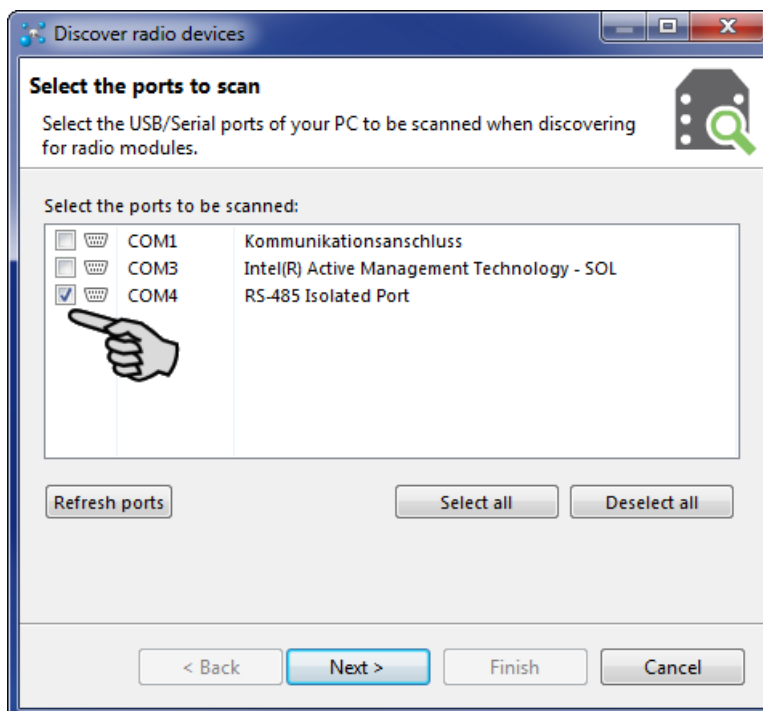 Discover radio devices
Select the ports to scan
Select the USB/Serial ports of your PC to be scanned when discovering
for radio modules.
Select the ports to be scanned:
COM1 Kommunikationsanschluss
COM3 Intel(R) Active Management Technology - SOL
COM4 RS-485 Isolated Port
Refresh ports Select all Deselect all
< Back Next > Finish Cancel